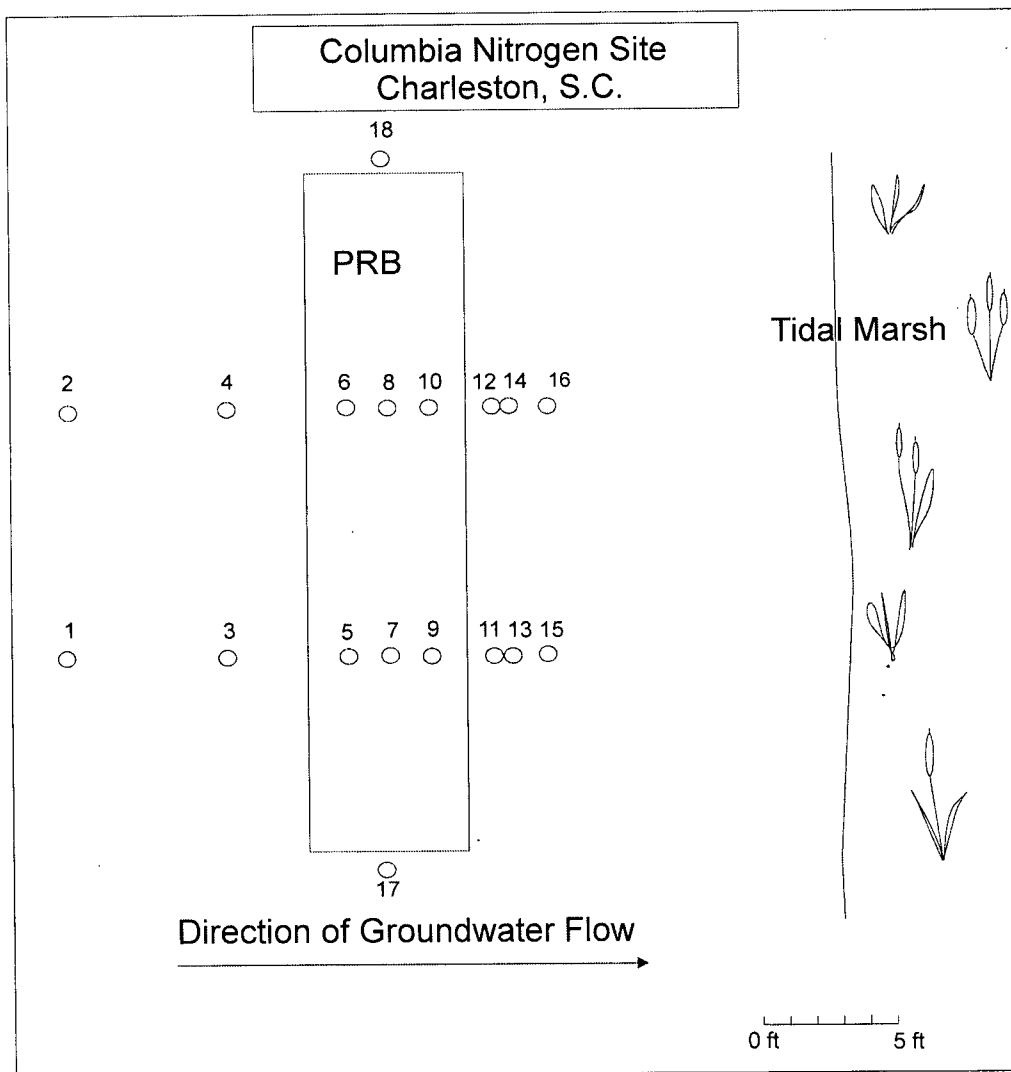 Columbia Nitrogen Site
Charleston, S.C.
18
PRB
Tidal Marsh
2 4 6 8 10 12 14 16
1 3 5 7 9 11 13 15
17
Direction of Groundwater Flow
0 ft 5 ft